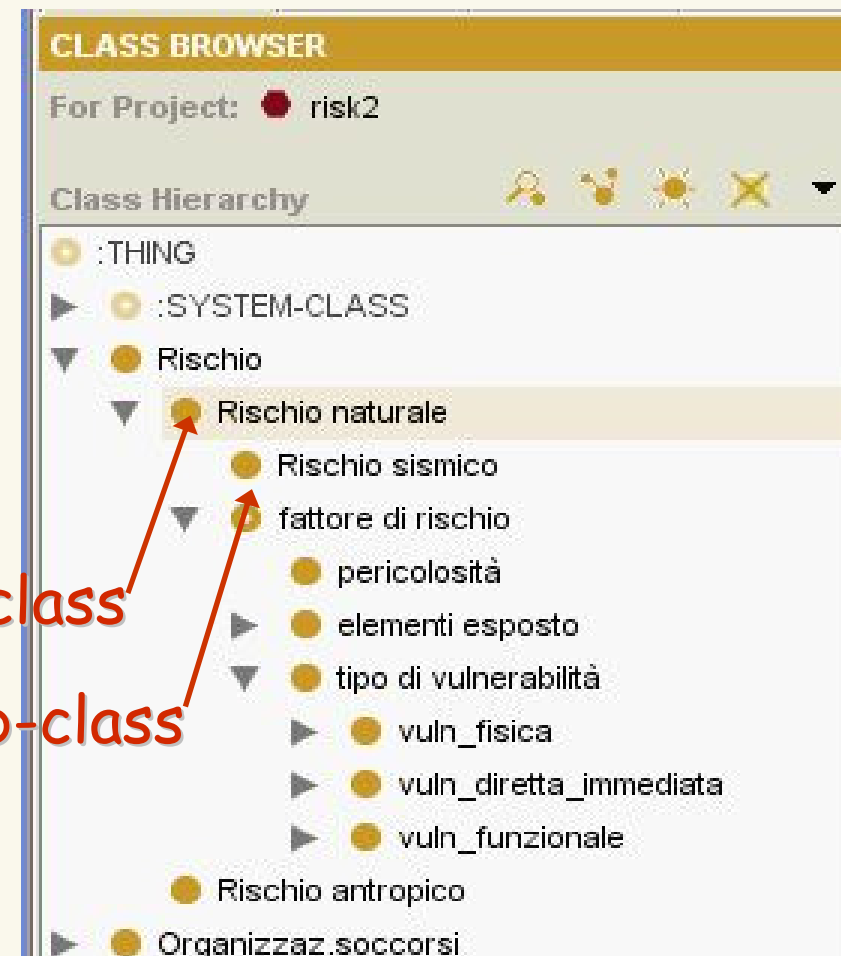 CLASS BROWSER
For Project: risk2
Class Hierarchy
:THING
:SYSTEM-CLASS
Rischio
Rischio naturale
Rischio sismico
fattore di rischio
pericolosità
class
elementi esposto
tipo di vulnerabilità
-class
vuln_fisica
vuln_diretta_immediata
vuln_funzionale
Rischio antropico
Organizzaz.soccorsi